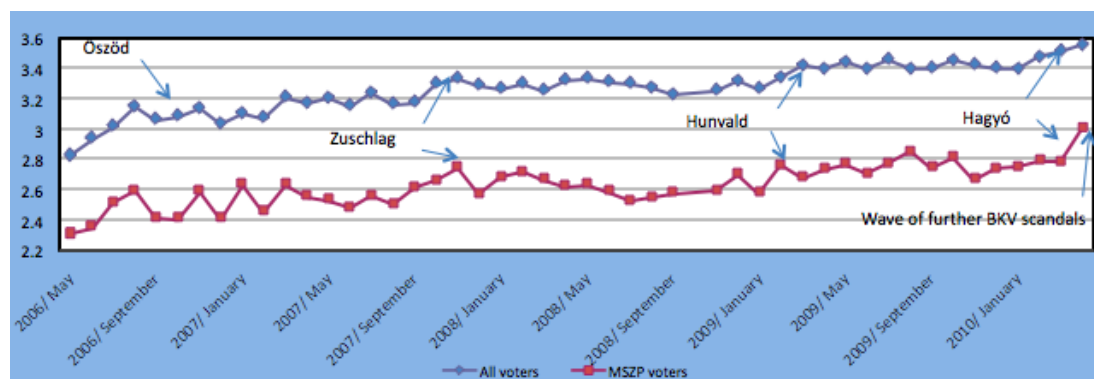 3.6
3.4
3.2
3
2.8
2.6
2.4
2.2
Öszöd
Zuschlag
Hunvald
Hagyó
Wave of further BKV scandals
2006/ May
2006/ September
2007/ January
2007/ May
2007/ September
2008/ January
2008/ May
2008/ September
2009/ January
2009/ May
2009/ September
2010/ January
All voters
MSZP voters